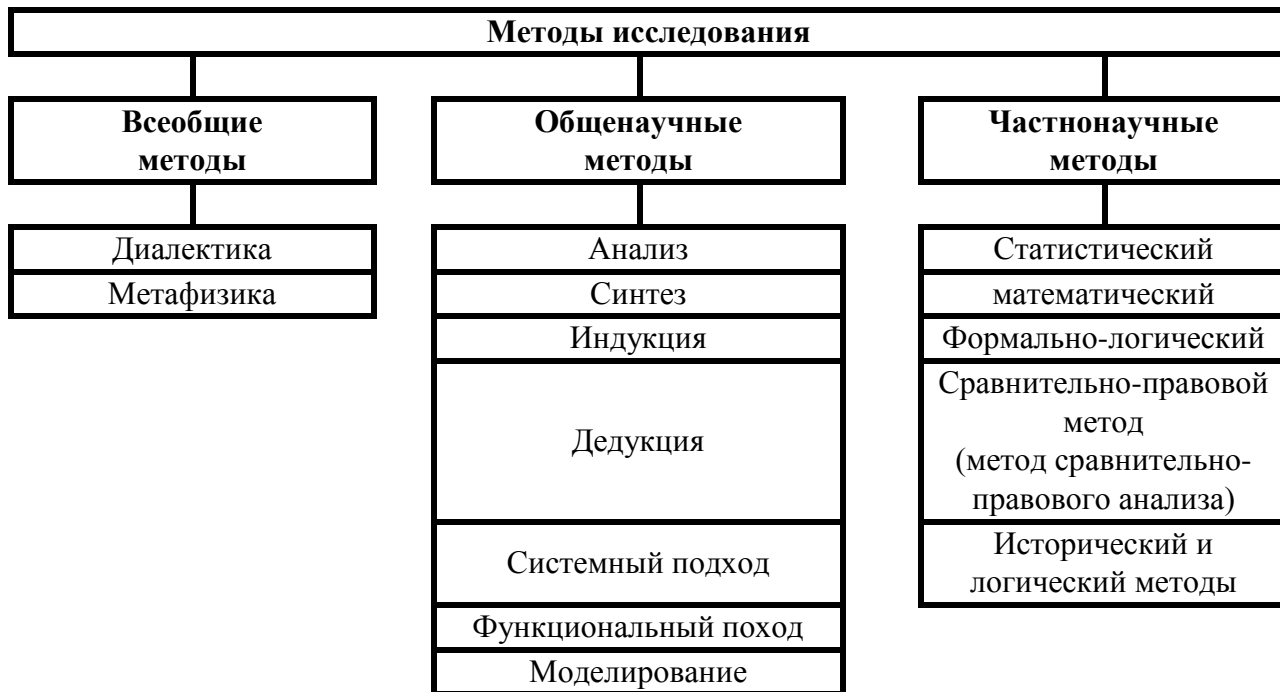 Методы исследования
Всеобщие
методы
Общенаучные
методы
Частнонаучные
методы
Диалектика
Метафизика
Анализ
Синтез
Индукция
Дедукция
Системный подход
Функциональный поход
Моделирование
Статистический
математический
Формально-логический
Сравнительно-правовой
метод
(метод сравнительно-
правового анализа)
Исторический и
логический методы